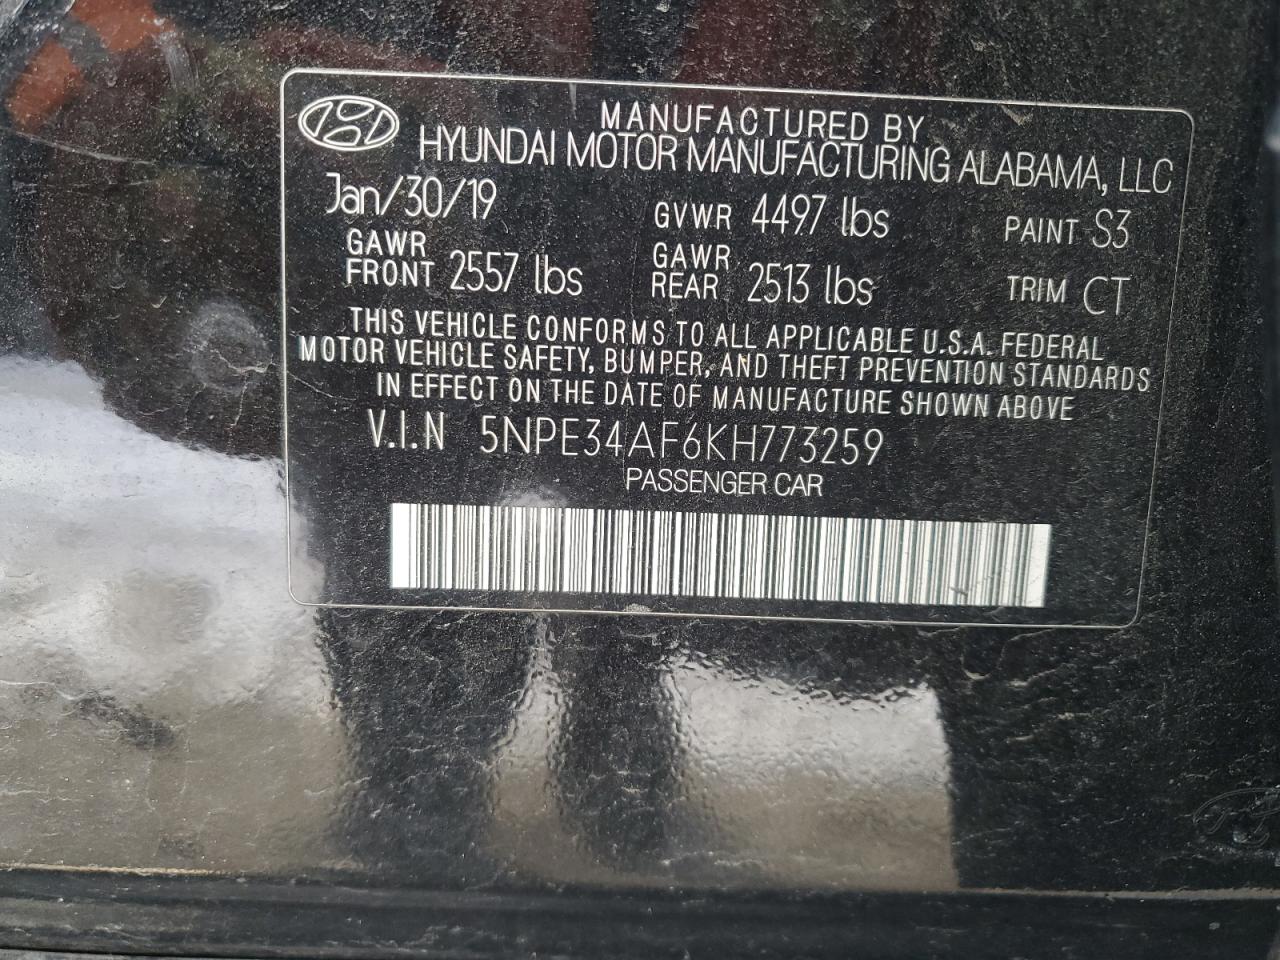 MANUFACTURED BY
HYUNDAI MOTOR MANUFACTURING ALABAMA, LLC
Jan/30/19 GVWR 4497 lbs PAINT S3
GAWR FRONT 2557 lbs GAWR REAR 2513 lbs TRIM CT
THIS VEHICLE CONFORMS TO ALL APPLICABLE U.S.A. FEDERAL
MOTOR VEHICLE SAFETY, BUMPER, AND THEFT PREVENTION STANDARDS
IN EFFECT ON THE DATE OF MANUFACTURE SHOWN ABOVE
V.I.N 5NPE34AF6KH773259
PASSENGER CAR